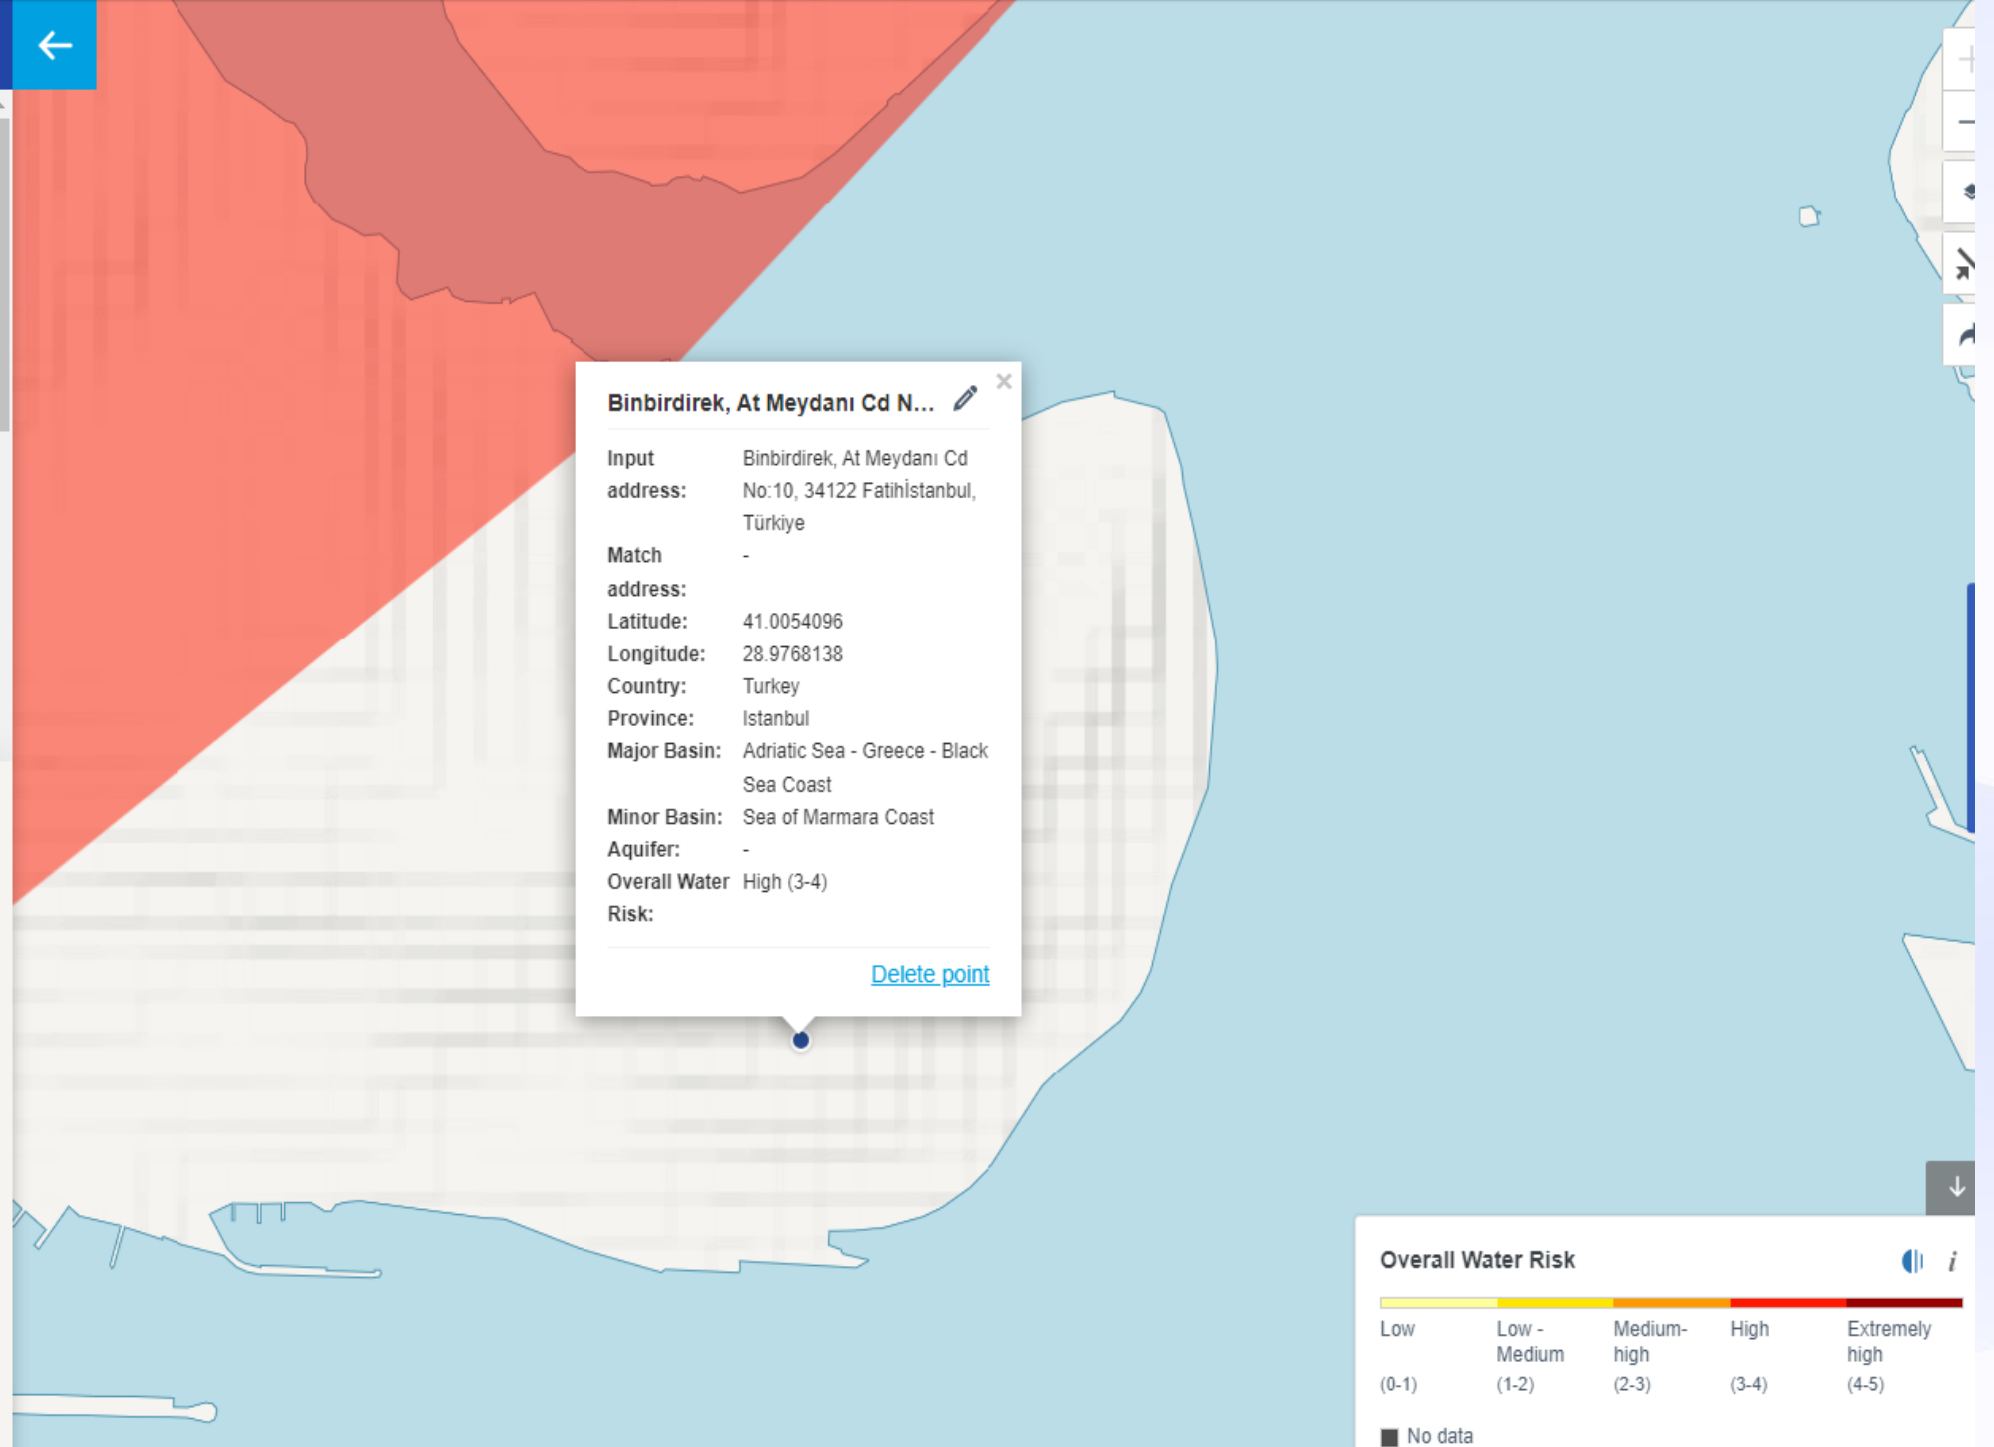 Binbirdirek, At Meydanı Cd N...
Input address: Binbirdirek, At Meydanı Cd
No:10, 34122 Fatihİstanbul,
Türkiye
Match address: -
Latitude: 41.0054096
Longitude: 28.9768138
Country: Turkey
Province: Istanbul
Major Basin: Adriatic Sea - Greece - Black
Sea Coast
Minor Basin: Sea of Marmara Coast
Aquifer: -
Overall Water Risk: High (3-4)
Delete point
Overall Water Risk
Low
Low - Medium
Medium-high
High
Extremely high
(0-1)
(1-2)
(2-3)
(3-4)
(4-5)
No data